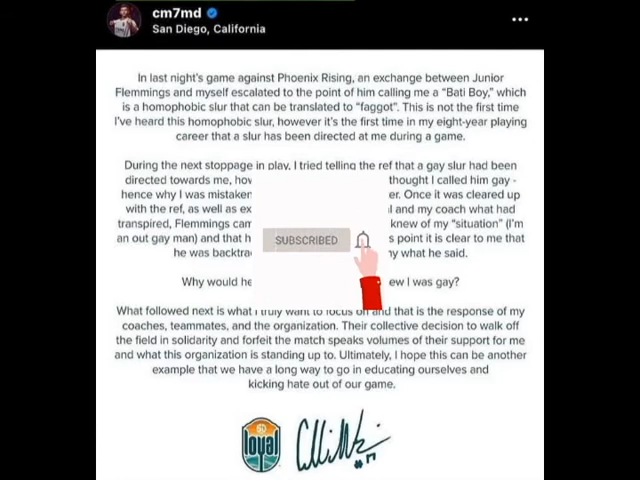 cm7md
San Diego, California
In last night's game against Phoenix Rising, an exchange between Junior
Flemmings and myself escalated to the point of him calling me a “Bati Boy,” which
is a homophobic slur that can be translated to “faggot”. This is not the first time
I've heard this homophobic slur, however it's the first time in my eight-year playing
career that a slur has been directed at me during a game.
During the next stoppage in play, I tried telling the ref that a gay slur had been
directed towards me, thought I called him gay -
hence why I was Once it was cleared up
with the ref, as well as and my coach what had
transpired, Flemmings knew of my “situation” (I'm
an out gay man) and that point it is clear to me that
he was what he said.
SUBSCRIBED
Why would I was gay?
What followed next is what I truly want to focus on and that is the response of my
coaches, teammates, and the organization. Their collective decision to walk off
the field in solidarity and forfeit the match speaks volumes of their support for me
and what this organization is standing up to. Ultimately, I hope this can be another
example that we have a long way to go in educating ourselves and
kicking hate out of our game.
SD
loyal
#17